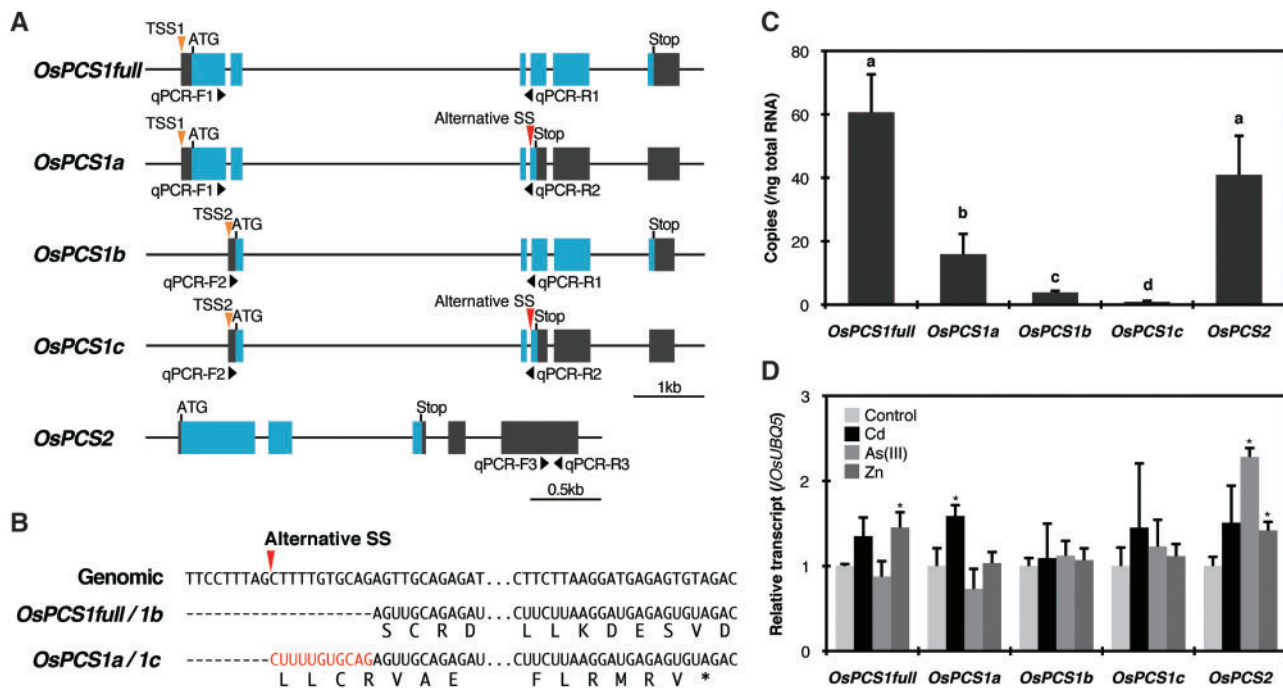 A
TSS1
ATG
Stop
OsPCS1full
qPCR-F1
qPCR-R1
Alternative SS
TSS1
ATG
Stop
OsPCS1a
qPCR-F1
qPCR-R2
TSS2
ATG
Stop
OsPCS1b
qPCR-F2
qPCR-R1
Alternative SS
TSS2
ATG
Stop
OsPCS1c
qPCR-F2
qPCR-R2
1kb
ATG
Stop
OsPCS2
qPCR-F3
qPCR-R3
0.5kb
B
Alternative SS
Genomic TTCCTTTAGCTTTTGTGCAGAGTTGCAGAGAT...CTTCTTAAGGATGAGAGTGTAGAC
OsPCS1full / 1b ------------------AGUUGCAGAGAU...CUUCUUAAGGAUGAGAGUGUAGAC
S C R D L L K D E S V D
OsPCS1a / 1c ---------CUUUUGUGCAGAGUUGCAGAGAU...CUUCUUAAGGAUGAGAGUGUAGAC
L L C R V A E F L R M R V *
C
Copies (/ng total RNA)
80
60
40
20
0
a
b
c
d
a
OsPCS1full OsPCS1a OsPCS1b OsPCS1c OsPCS2
D
Relative transcript (/OsUBQ5)
3
2
1
0
Control
Cd
As(III)
Zn
* * * *
OsPCS1full OsPCS1a OsPCS1b OsPCS1c OsPCS2